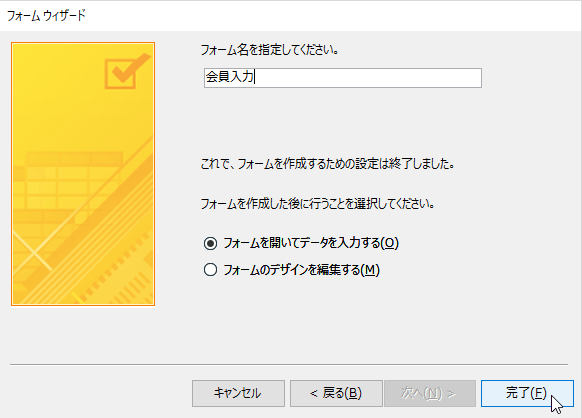 フォーム ウィザード
フォーム名を指定してください。
会員入力
これで、フォームを作成するための設定は終了しました。
フォームを作成した後に行うことを選択してください。
フォームを開いてデータを入力する(O)
フォームのデザインを編集する(M)
キャンセル
< 戻る(B)
次へ(N) >
完了(F)